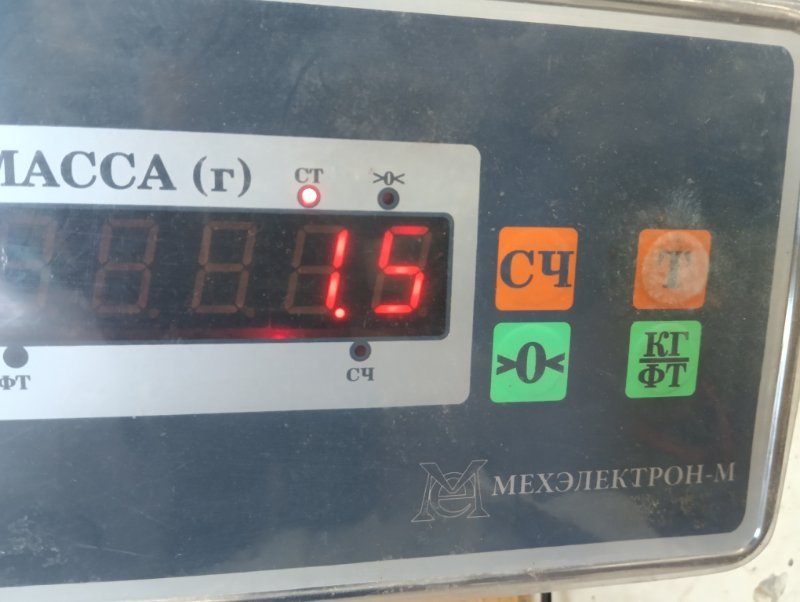 МАССА (г)
СТ
>0<
1.5
ФТ
СЧ
СЧ
Т
>0<
КГ
ФТ
МЕХЭЛЕКТРОН-М